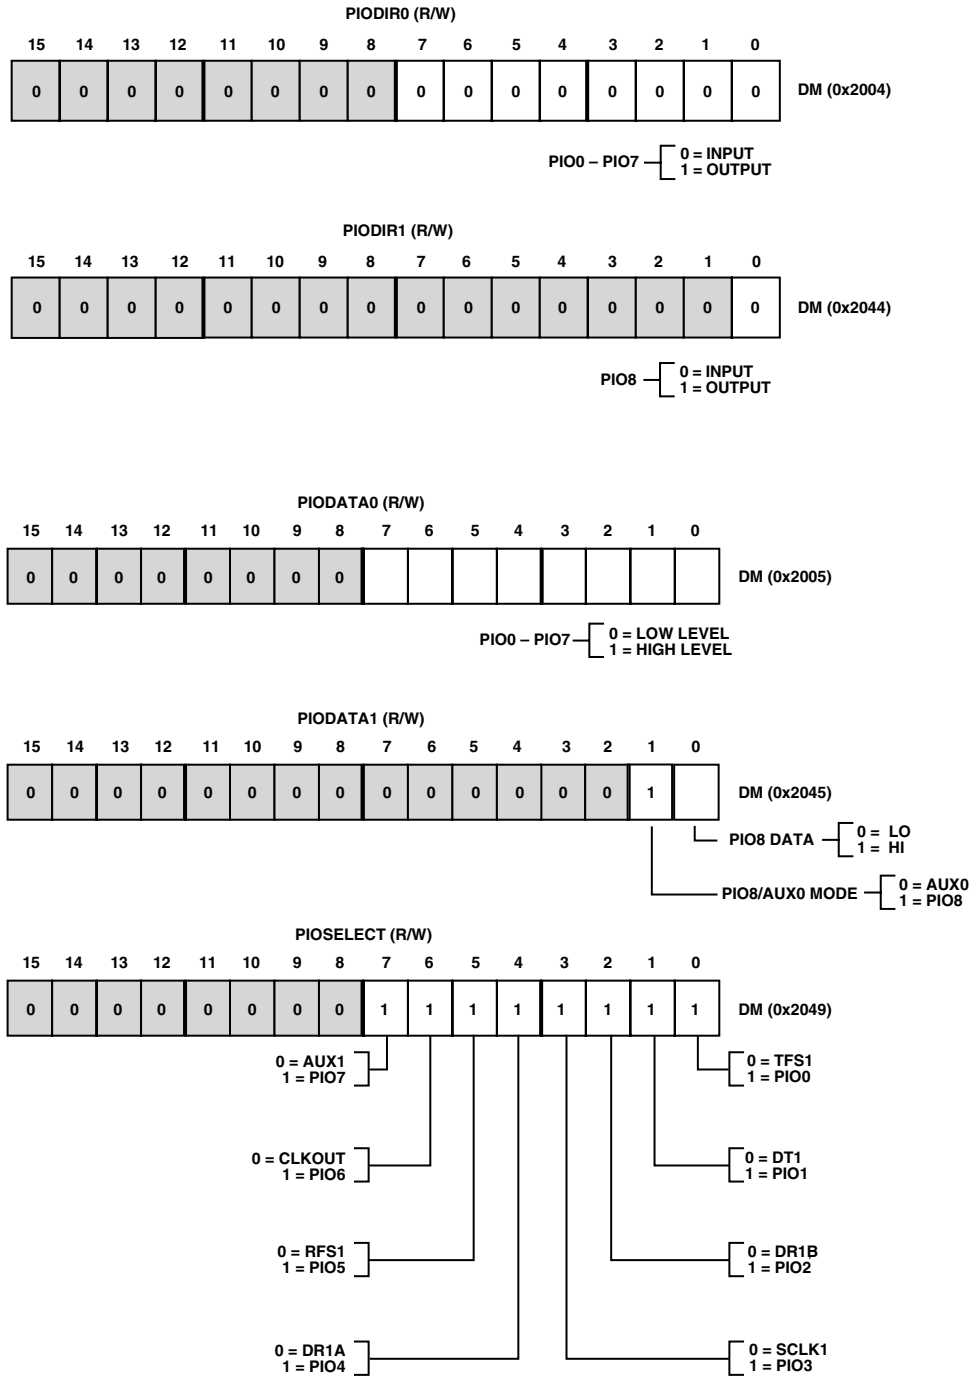 PIODIR0 (R/W)
15 14 13 12 11 10 9 8 7 6 5 4 3 2 1 0
0 0 0 0 0 0 0 0 0 0 0 0 0 0 0 0 DM (0x2004)
PIO0 – PIO7 0 = INPUT
1 = OUTPUT
PIODIR1 (R/W)
15 14 13 12 11 10 9 8 7 6 5 4 3 2 1 0
0 0 0 0 0 0 0 0 0 0 0 0 0 0 0 0 DM (0x2044)
PIO8 0 = INPUT
1 = OUTPUT
PIODATA0 (R/W)
15 14 13 12 11 10 9 8 7 6 5 4 3 2 1 0
0 0 0 0 0 0 0 0 DM (0x2005)
PIO0 – PIO7 0 = LOW LEVEL
1 = HIGH LEVEL
PIODATA1 (R/W)
15 14 13 12 11 10 9 8 7 6 5 4 3 2 1 0
0 0 0 0 0 0 0 0 0 0 0 0 0 0 1 DM (0x2045)
PIO8 DATA 0 = LO
1 = HI
PIO8/AUX0 MODE 0 = AUX0
1 = PIO8
PIOSELECT (R/W)
15 14 13 12 11 10 9 8 7 6 5 4 3 2 1 0
0 0 0 0 0 0 0 0 1 1 1 1 1 1 1 1 DM (0x2049)
0 = AUX1 0 = TFS1
1 = PIO7 1 = PIO0
0 = CLKOUT 0 = DT1
1 = PIO6 1 = PIO1
0 = RFS1 0 = DR1B
1 = PIO5 1 = PIO2
0 = DR1A 0 = SCLK1
1 = PIO4 1 = PIO3